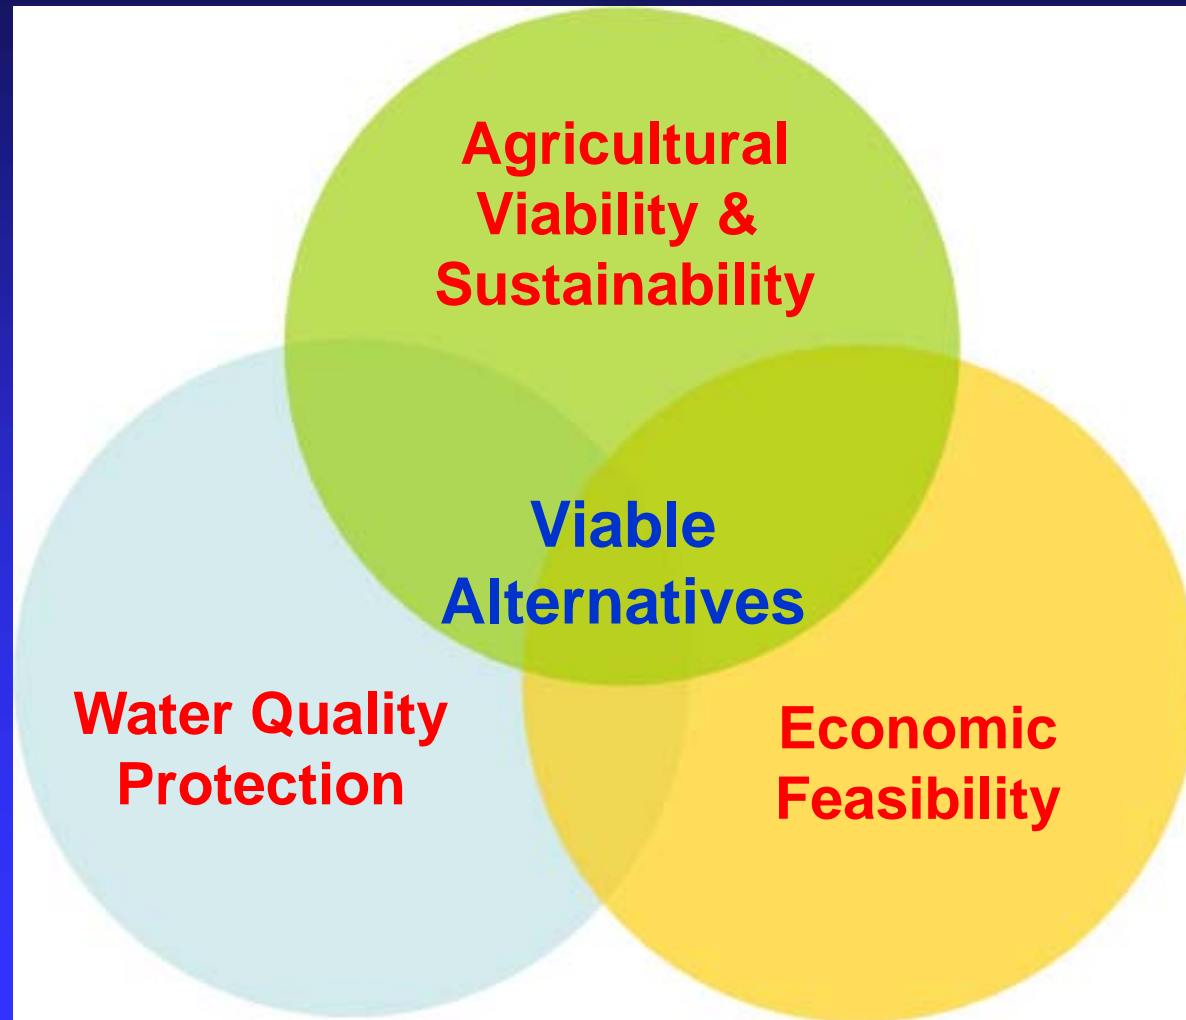 Agricultural
Viability &
Sustainability
Viable
Alternatives
Water Quality
Protection
Economic
Feasibility